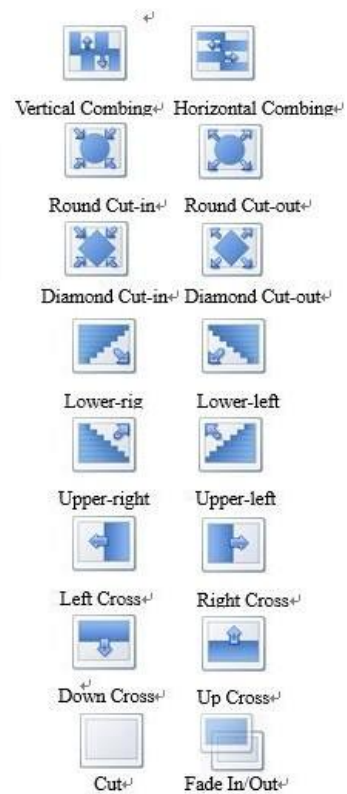 Vertical Combing Horizontal Combing
Round Cut-in Round Cut-out
Diamond Cut-in Diamond Cut-out
Lower-rig Lower-left
Upper-right Upper-left
Left Cross Right Cross
Down Cross Up Cross
Cut Fade In/Out